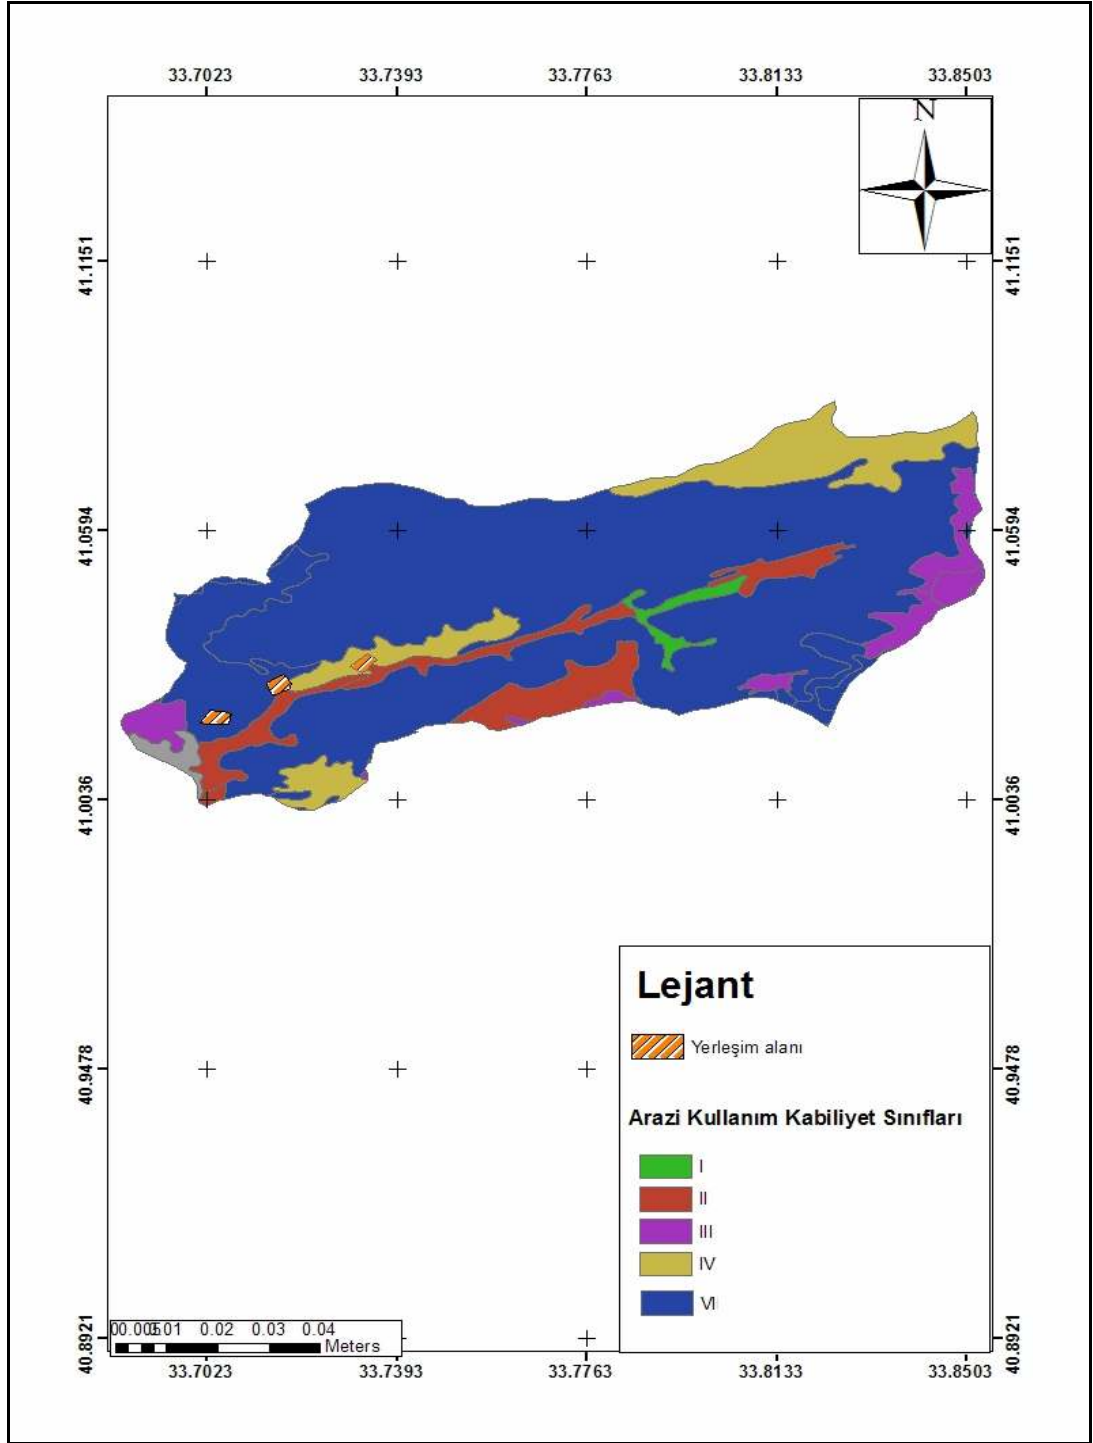 33.7023 33.7393 33.7763 33.8133 33.8503
N
41.1151 41.1151
41.0594 41.0594
41.0036 41.0036
40.9478 40.9478
40.8921 40.8921
Lejant
Yerleşim alanı
Arazi Kullanım Kabiliyet Sınıfları
I
II
III
IV
VI
00.0050.01 0.02 0.03 0.04
Meters
33.7023 33.7393 33.7763 33.8133 33.8503